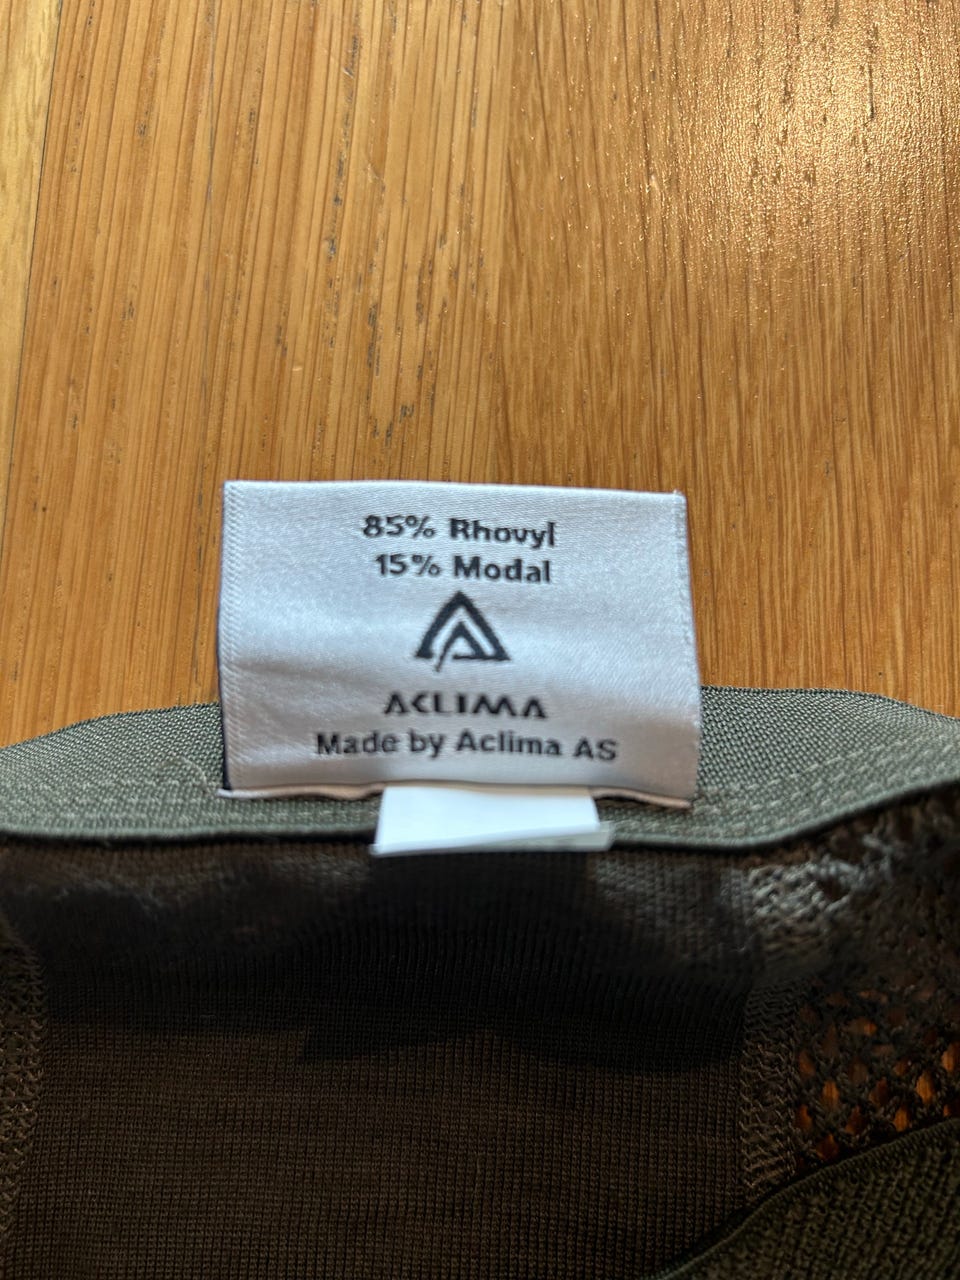 85% Rhovyl
15% Modal
ACLIMA
Made by Aclima AS